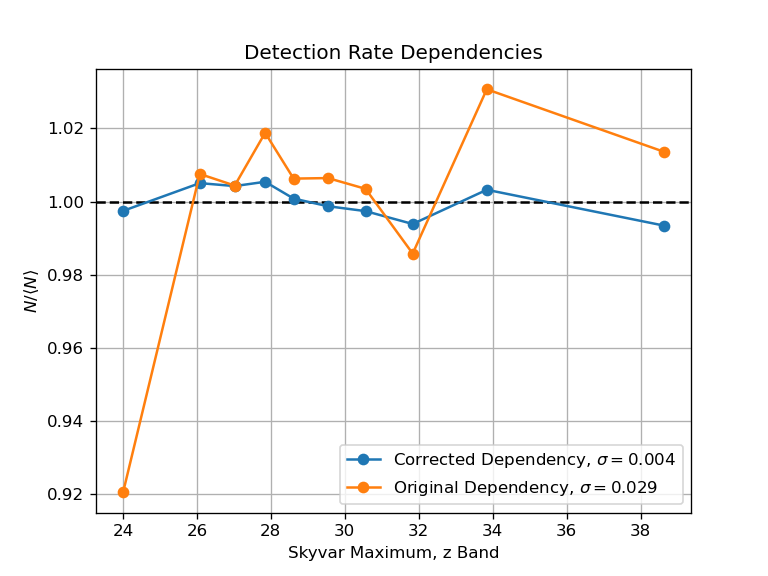 Detection Rate Dependencies
N/⟨N⟩
1.02
1.00
0.98
0.96
0.94
0.92
Corrected Dependency, σ = 0.004
Original Dependency, σ = 0.029
24 26 28 30 32 34 36 38
Skyvar Maximum, z Band